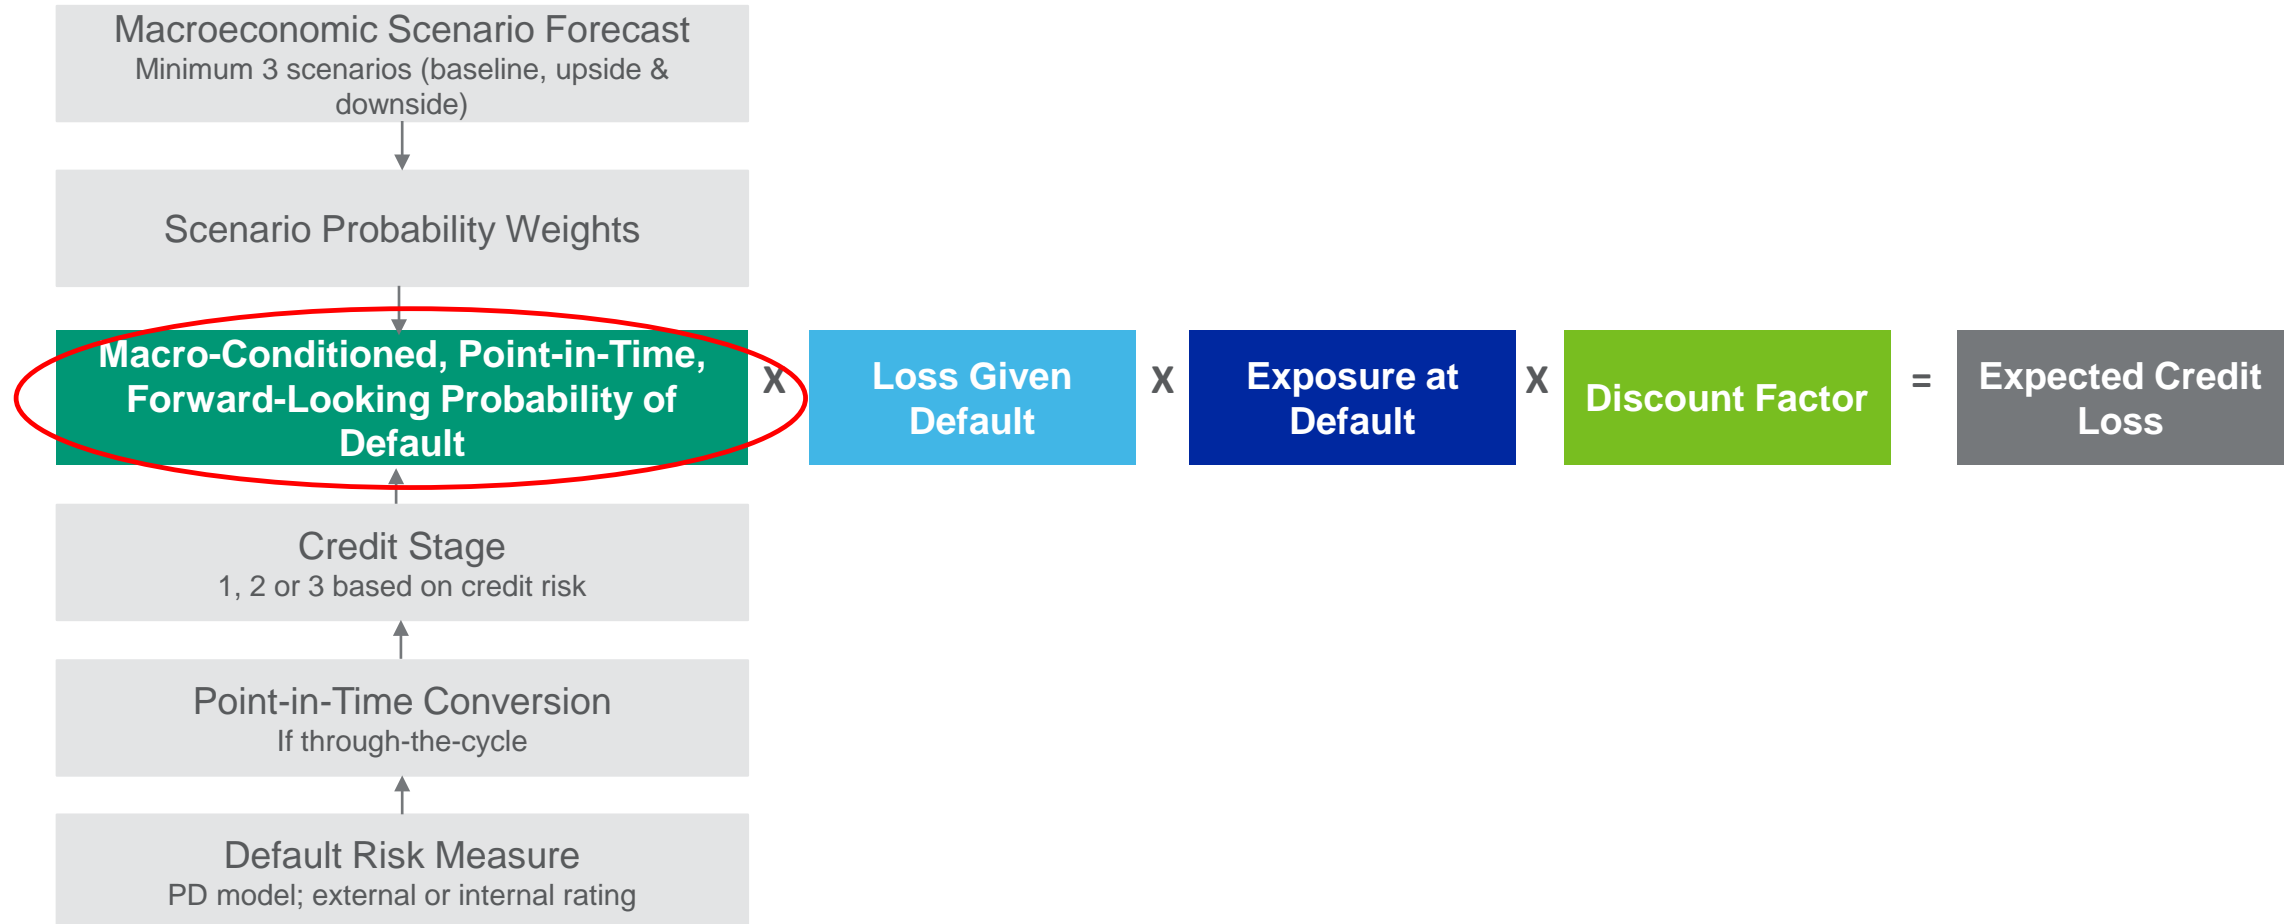 Macroeconomic Scenario Forecast
Minimum 3 scenarios (baseline, upside &
downside)
Scenario Probability Weights
Macro-Conditioned, Point-in-Time,
Forward-Looking Probability of
Default
X
Loss Given
Default
X
Exposure at
Default
X
Discount Factor
=
Expected Credit
Loss
Credit Stage
1, 2 or 3 based on credit risk
Point-in-Time Conversion
If through-the-cycle
Default Risk Measure
PD model; external or internal rating